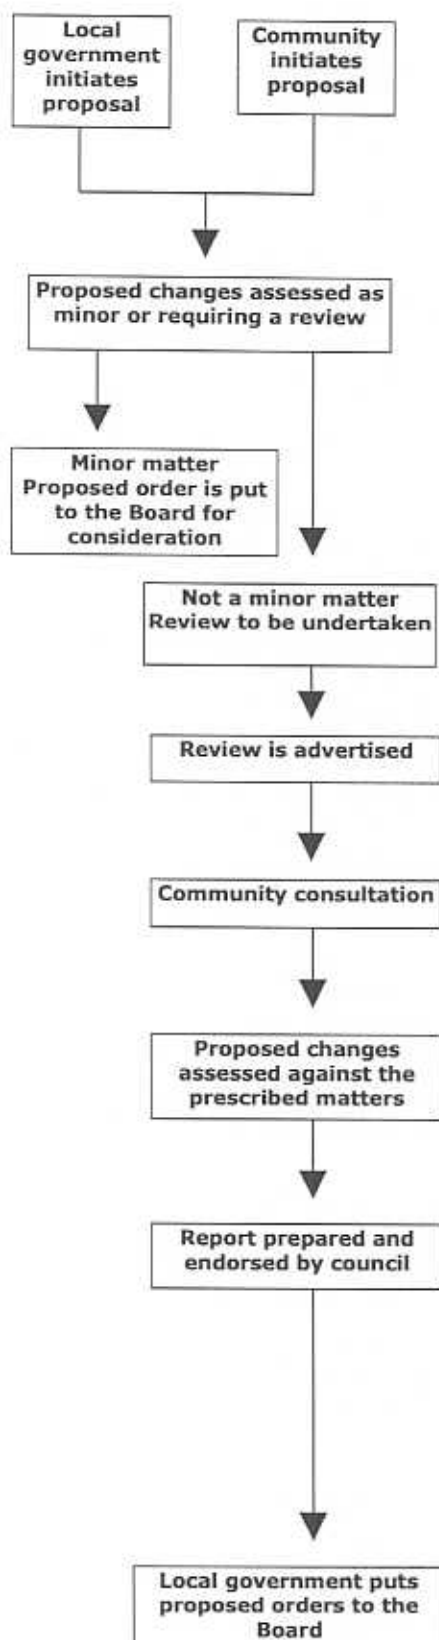 Local
government
initiates
proposal
Community
initiates
proposal
Proposed changes assessed as
minor or requiring a review
Minor matter
Proposed order is put
to the Board for
consideration
Not a minor matter
Review to be undertaken
Review is advertised
Community consultation
Proposed changes
assessed against the
prescribed matters
Report prepared and
endorsed by council
Local government puts
proposed orders to the
Board